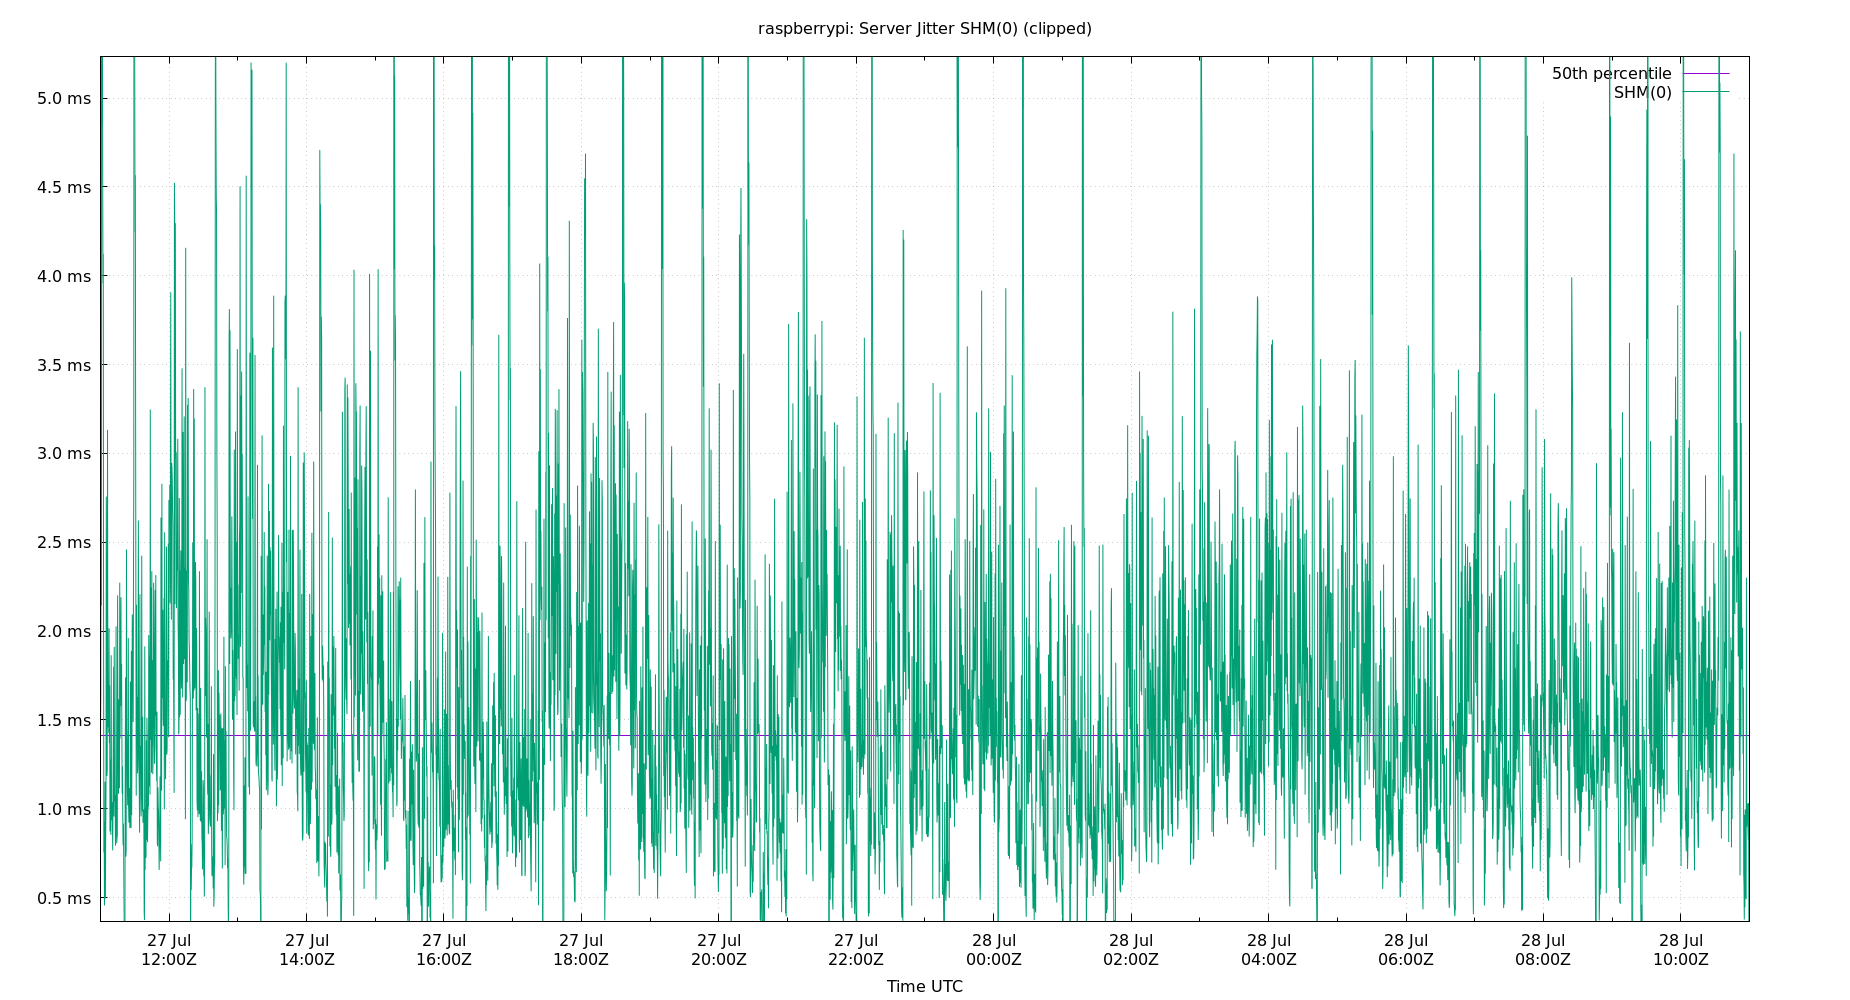 raspberrypi: Server Jitter SHM(0) (clipped)
50th percentile
SHM(0)
5.0 ms
4.5 ms
4.0 ms
3.5 ms
3.0 ms
2.5 ms
2.0 ms
1.5 ms
1.0 ms
0.5 ms
27 Jul 27 Jul 27 Jul 27 Jul 27 Jul 27 Jul 28 Jul 28 Jul 28 Jul 28 Jul 28 Jul 28 Jul
12:00Z 14:00Z 16:00Z 18:00Z 20:00Z 22:00Z 00:00Z 02:00Z 04:00Z 06:00Z 08:00Z 10:00Z
Time UTC